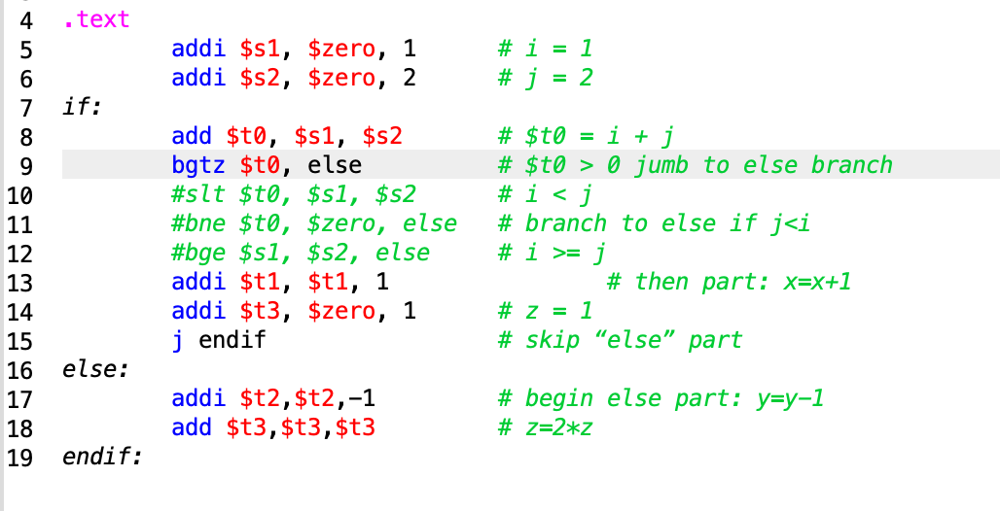 4 .text
5 addi $s1, $zero, 1 # i = 1
6 addi $s2, $zero, 2 # j = 2
7 if:
8 add $t0, $s1, $s2 # $t0 = i + j
9 bgtz $t0, else # $t0 > 0 jumb to else branch
10 #slt $t0, $s1, $s2 # i < j
11 #bne $t0, $zero, else # branch to else if j<i
12 #bge $s1, $s2, else # i >= j
13 addi $t1, $t1, 1 # then part: x=x+1
14 addi $t3, $zero, 1 # z = 1
15 j endif # skip “else” part
16 else:
17 addi $t2,$t2,-1 # begin else part: y=y-1
18 add $t3,$t3,$t3 # z=2*z
19 endif: